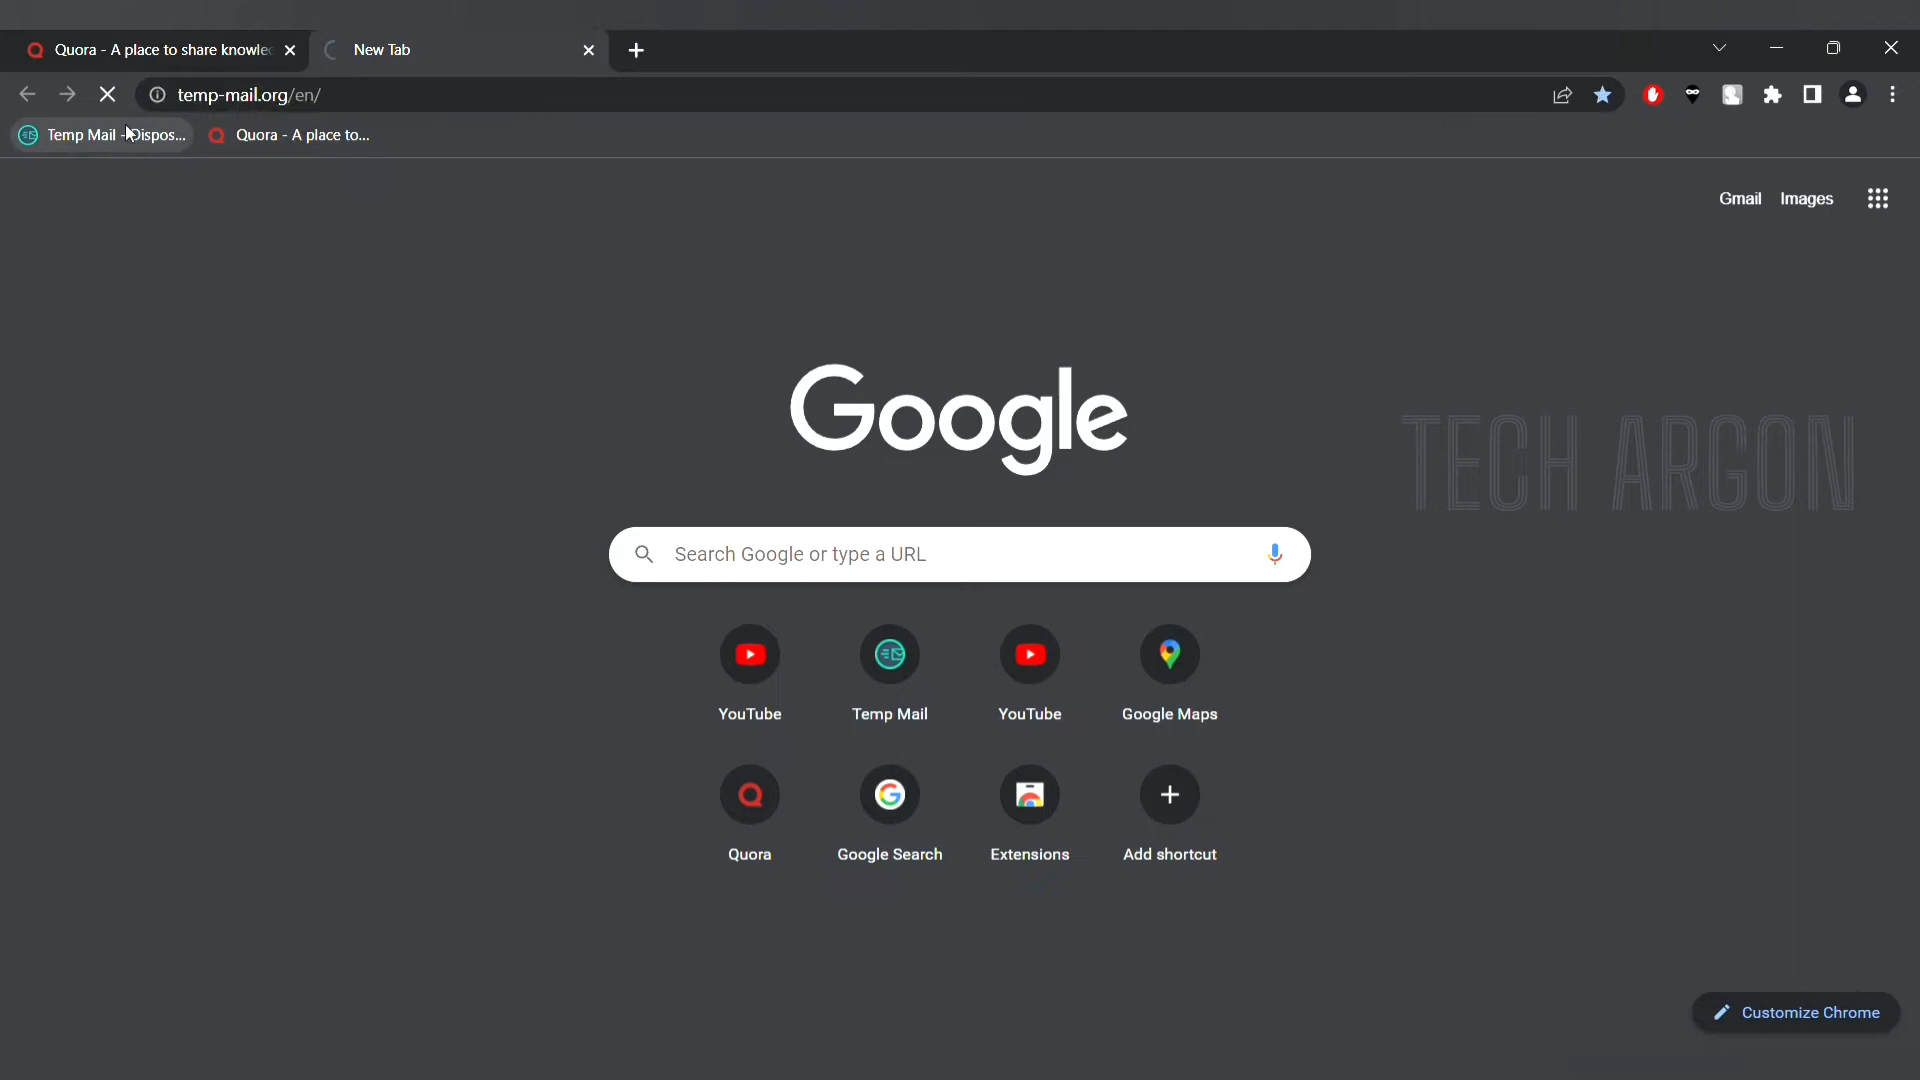 Quora - A place to share knowlec
New Tab
temp-mail.org/en/
Temp Mail - Dispos...
Quora - A place to...
Gmail
Images
Google
TECH ARGON
Search Google or type a URL
YouTube
Temp Mail
YouTube
Google Maps
Quora
Google Search
Extensions
Add shortcut
Customize Chrome